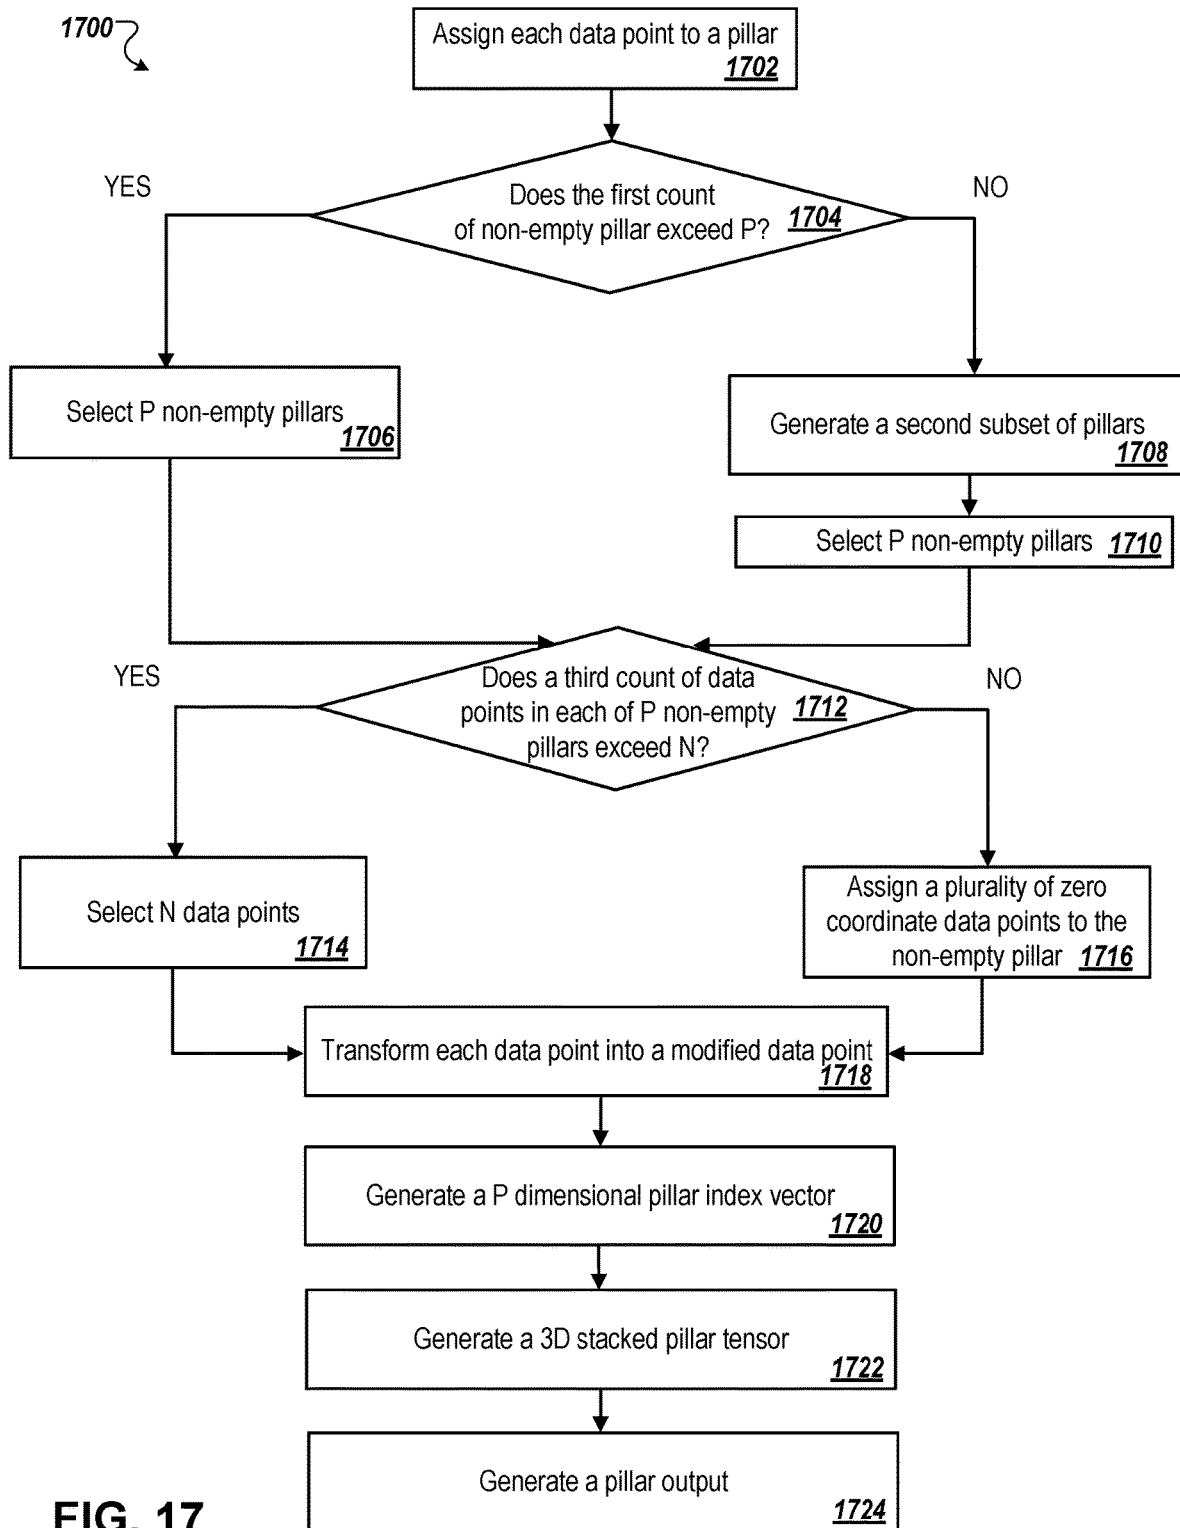 1700
Assign each data point to a pillar
1702
YES
NO
Does the first count
of non-empty pillar exceed P?
1704
Select P non-empty pillars
1706
Generate a second subset of pillars
1708
Select P non-empty pillars 1710
YES
NO
Does a third count of data
points in each of P non-empty
pillars exceed N?
1712
Select N data points
1714
Assign a plurality of zero
coordinate data points to the
non-empty pillar 1716
Transform each data point into a modified data point
1718
Generate a P dimensional pillar index vector
1720
Generate a 3D stacked pillar tensor
1722
Generate a pillar output
1724
FIG. 17